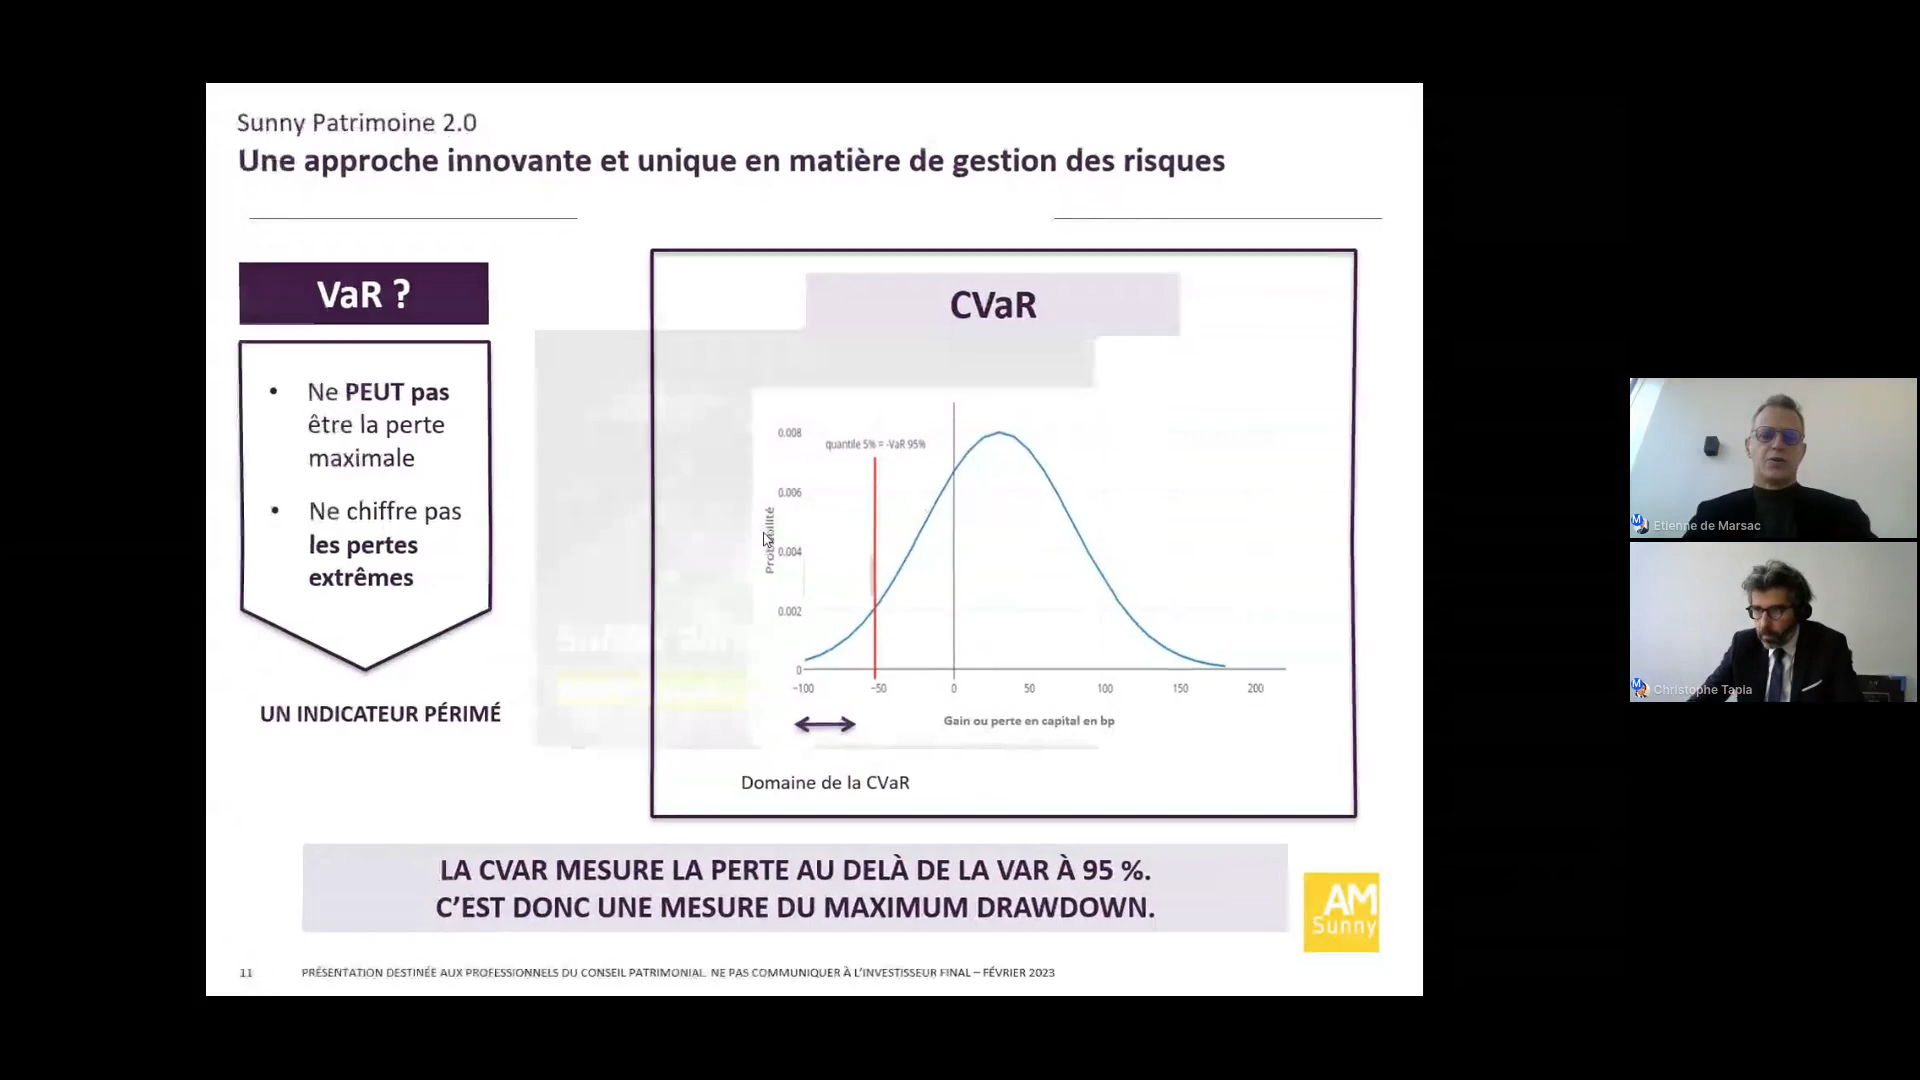 Sunny Patrimoine 2.0
Une approche innovante et unique en matière de gestion des risques
VaR ?
• Ne PEUT pas
être la perte
maximale
• Ne chiffre pas
les pertes
extrêmes
UN INDICATEUR PÉRIMÉ
CVaR
quantile 5% = -VaR 95%
Probabilité
0.008
0.006
0.004
0.002
0
−100
−50
0
50
100
150
200
Gain ou perte en capital en bp
Domaine de la CVaR
LA CVAR MESURE LA PERTE AU DELÀ DE LA VAR À 95 %.
C’EST DONC UNE MESURE DU MAXIMUM DRAWDOWN.
AM
Sunny
11
PRÉSENTATION DESTINÉE AUX PROFESSIONNELS DU CONSEIL PATRIMONIAL. NE PAS COMMUNIQUER À L’INVESTISSEUR FINAL – FÉVRIER 2023
M
Etienne de Marsac
M
Christophe Tapia